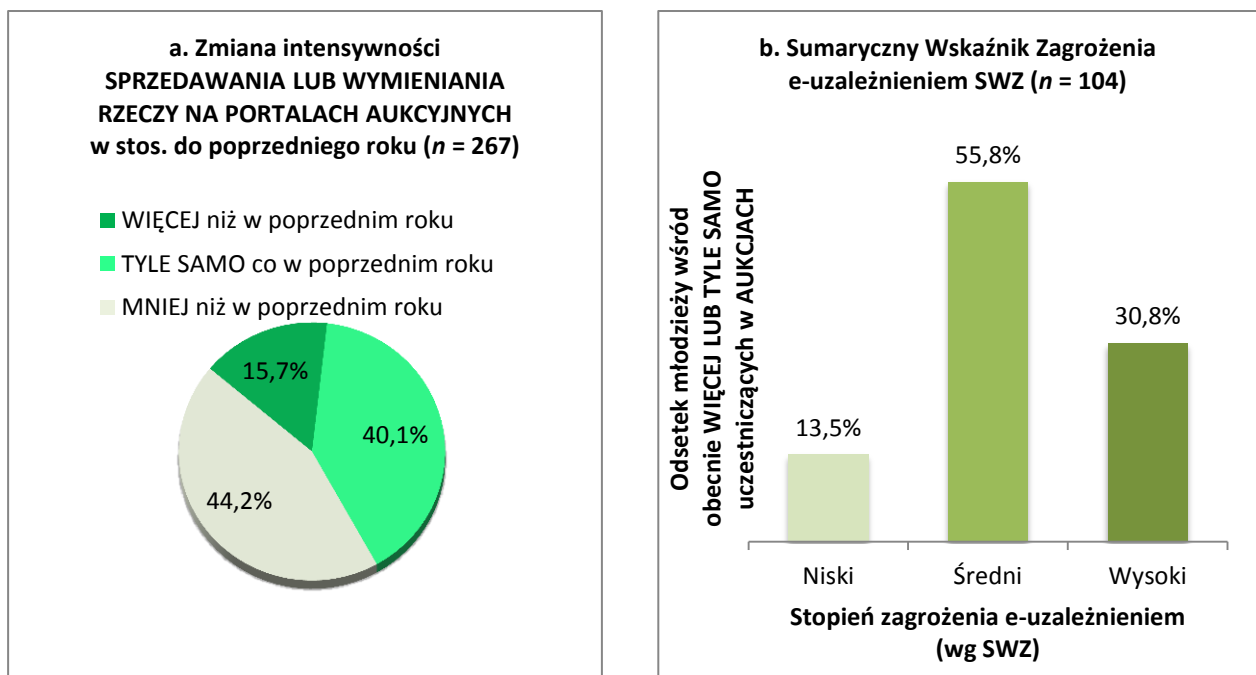 a. Zmiana intensywności
SPRZEDAWANIA LUB WYMIENIANIA
RZECZY NA PORTALACH AUKCYJNYCH
w stos. do poprzedniego roku (n = 267)
WIĘCEJ niż w poprzednim roku
TYLE SAMO co w poprzednim roku
MNIEJ niż w poprzednim roku
15,7%
40,1%
44,2%
b. Sumaryczny Wskaźnik Zagrożenia
e-uzależnieniem SWZ (n = 104)
Odsetek młodzieży wśród
obecnie WIĘCEJ LUB TYLE SAMO
uczestniczących w AUKCJACH
13,5%
55,8%
30,8%
Niski
Średni
Wysoki
Stopień zagrożenia e-uzależnieniem
(wg SWZ)